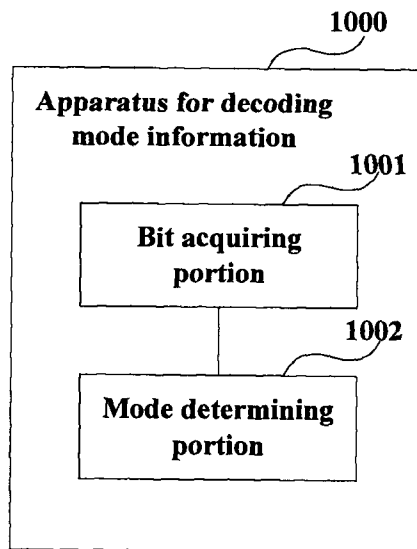 1000
Apparatus for decoding
mode information
1001
Bit acquiring
portion
1002
Mode determining
portion